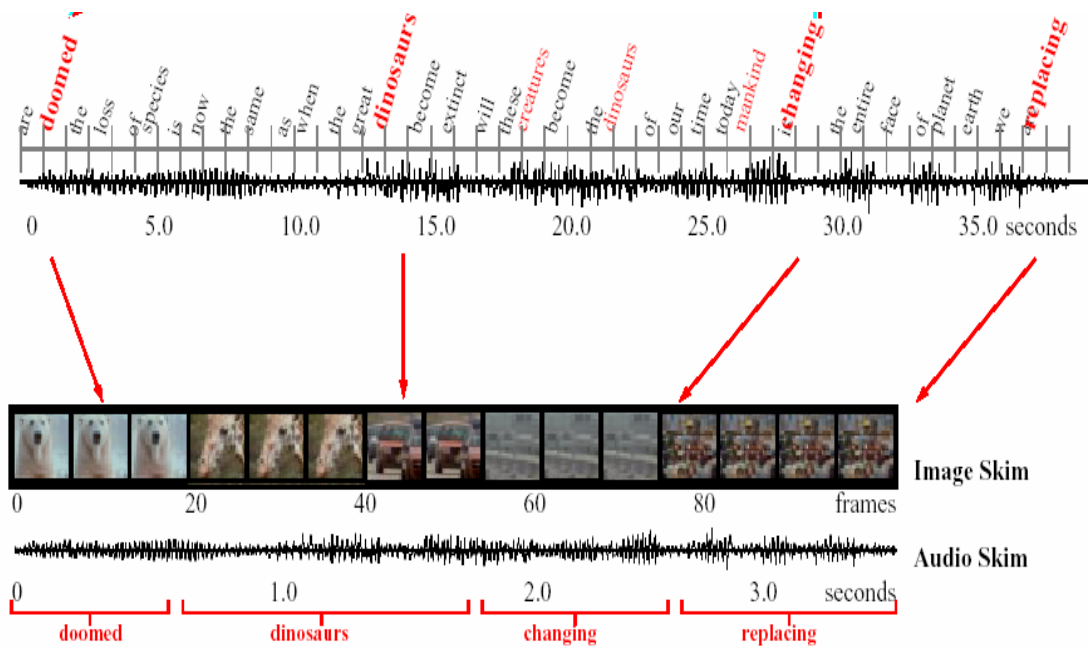 are doomed the loss of species is now the same as when the great dinosaurs become extinct will these creatures become the dinosaurs of our time today mankind is changing the entire face of planet earth we replacing
0 5.0 10.0 15.0 20.0 25.0 30.0 35.0 seconds
Image Skim
0 20 40 60 80 frames
Audio Skim
0 1.0 2.0 3.0 seconds
doomed dinosaurs changing replacing